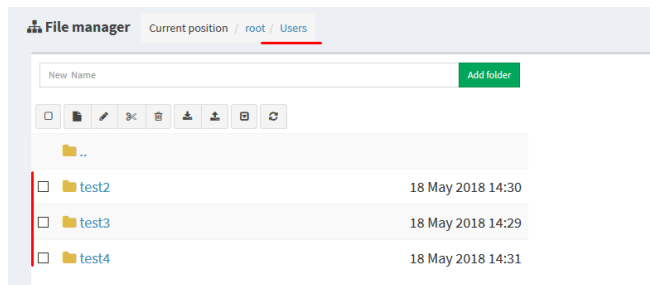 File manager Current position / root / Users
New Name Add folder
..
test2 18 May 2018 14:30
test3 18 May 2018 14:29
test4 18 May 2018 14:31